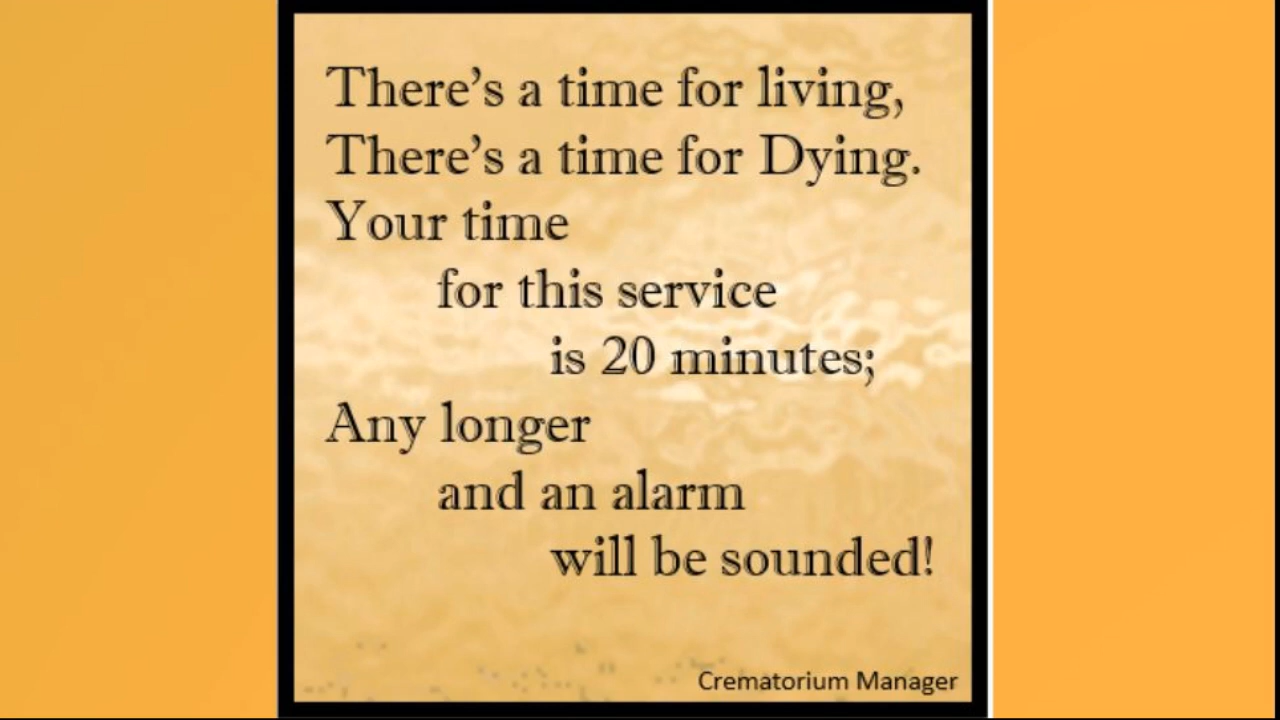 There's a time for living,
There's a time for Dying.
Your time
for this service
is 20 minutes;
Any longer
and an alarm
will be sounded!
Crematorium Manager